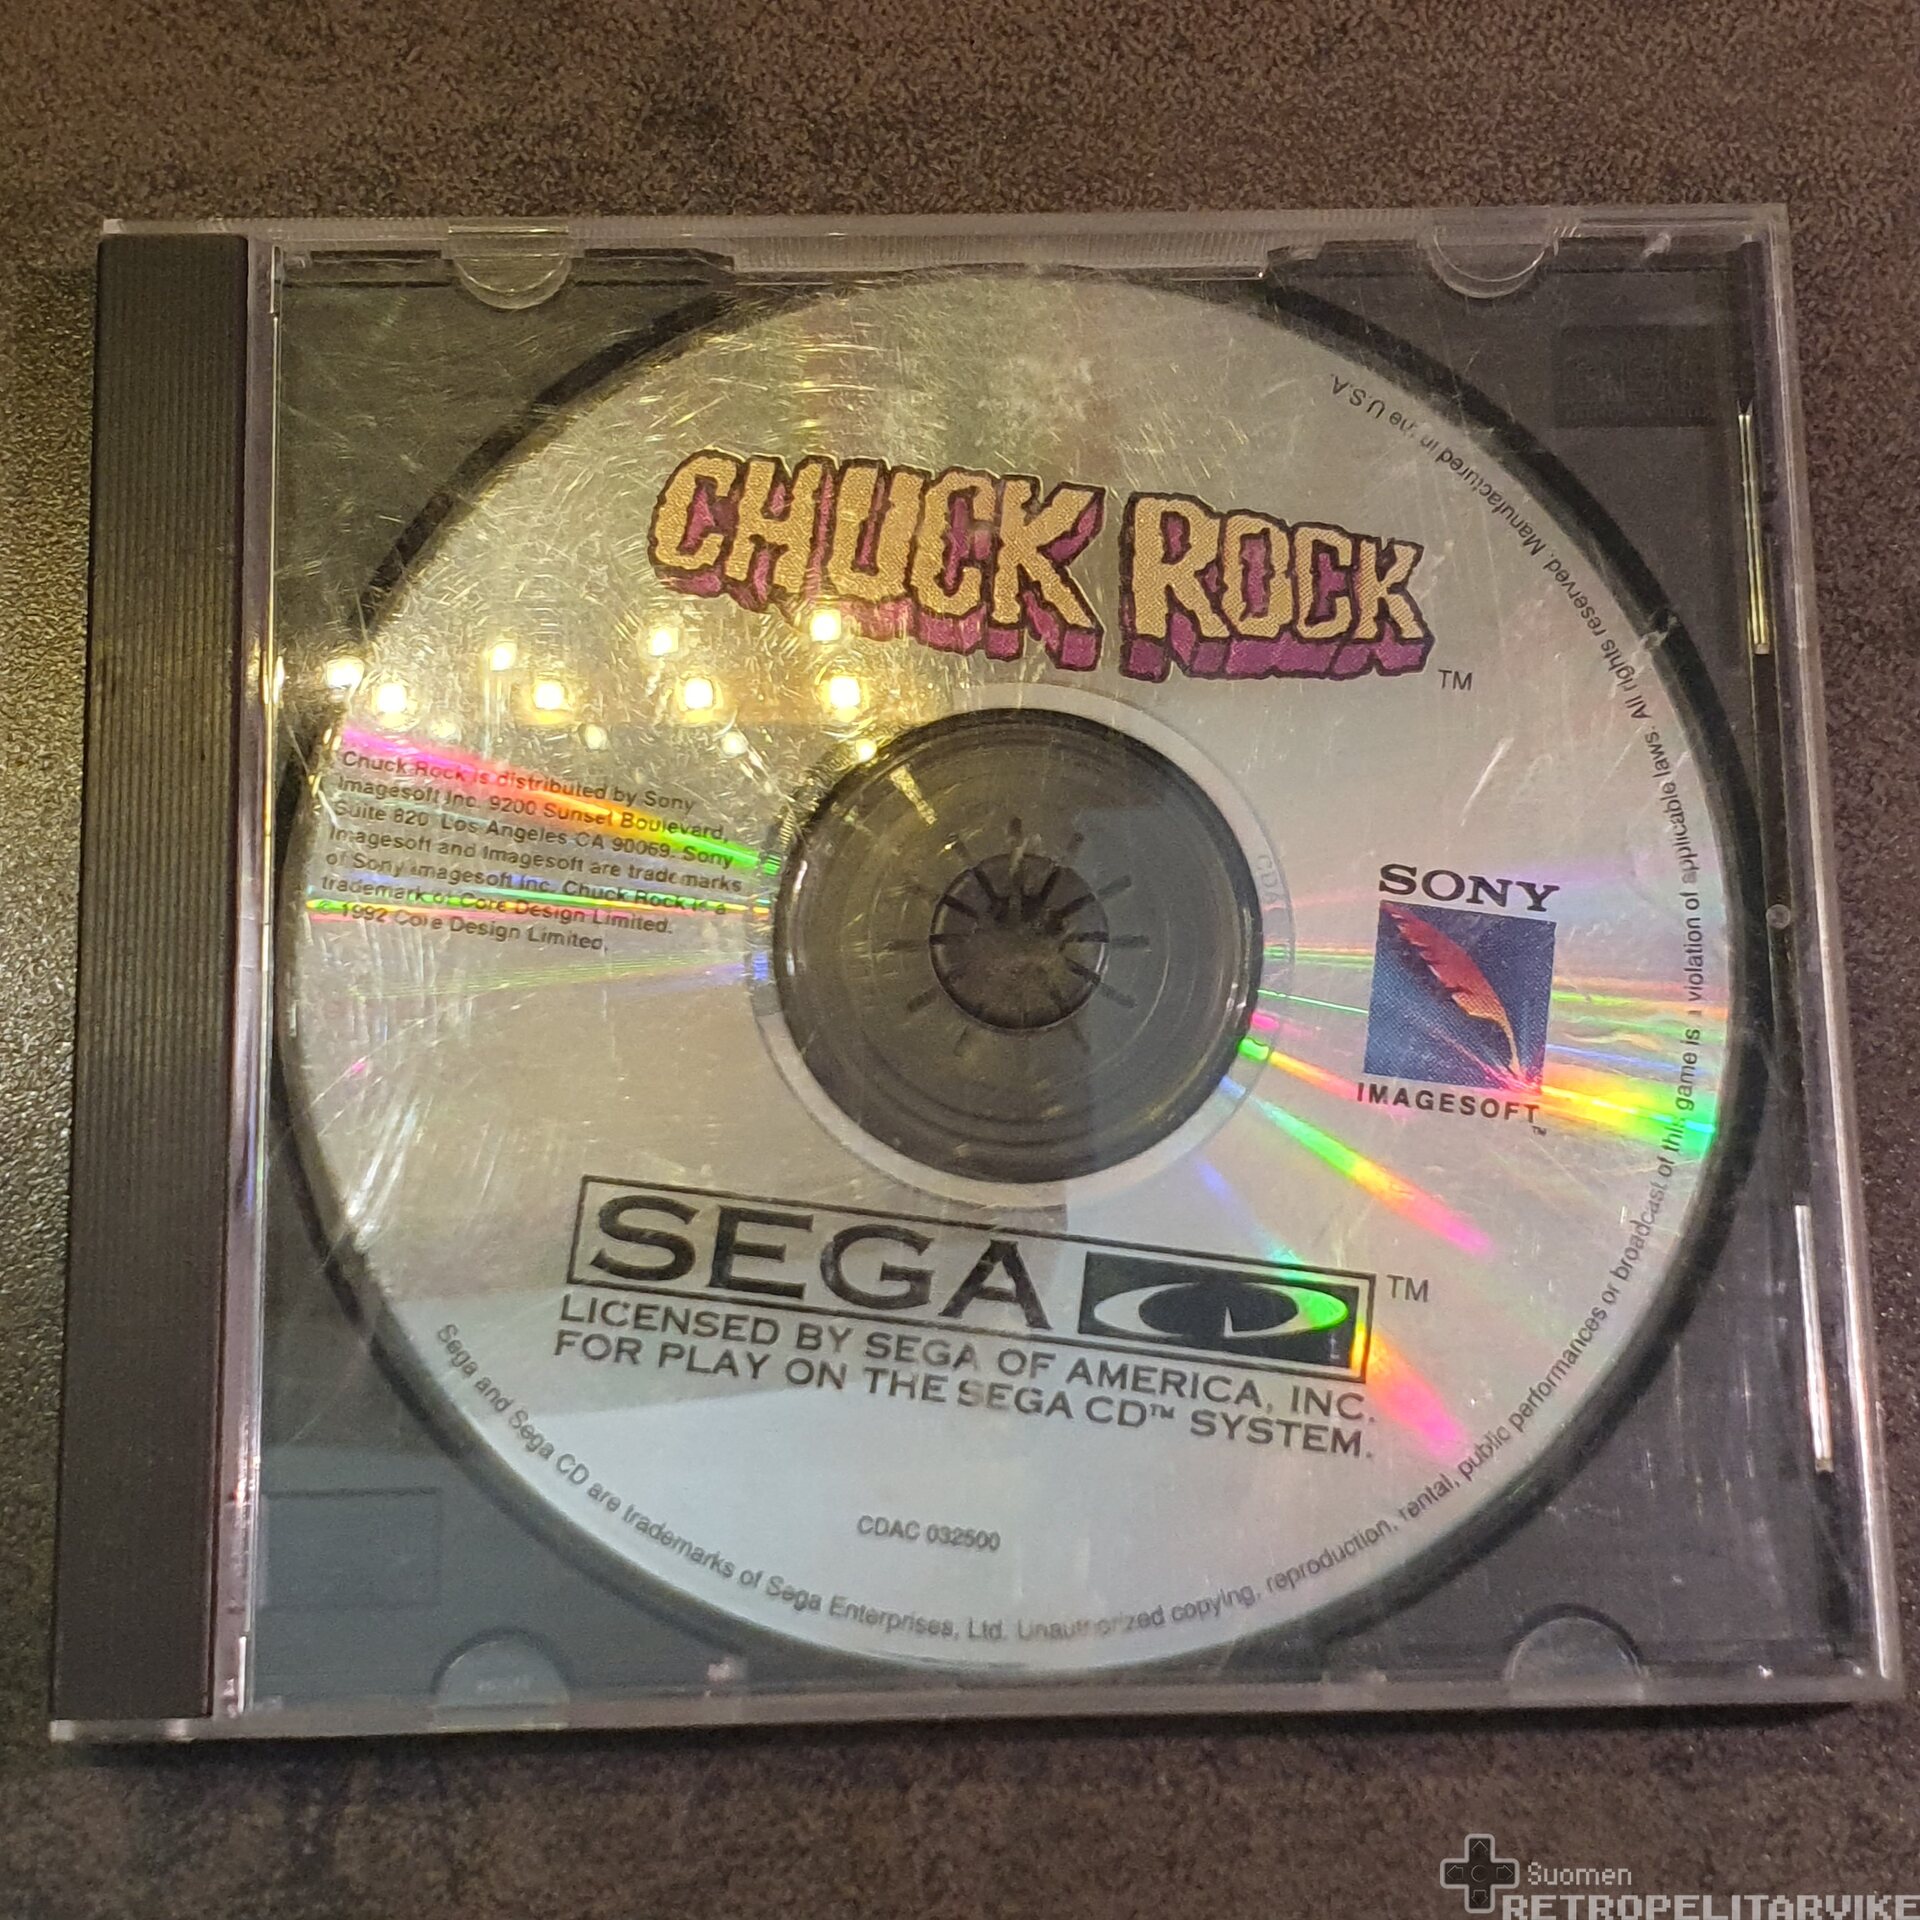 CHUCK ROCK
TM
Chuck Rock is distributed by Sony
Imagesoft Inc. 9200 Sunset Boulevard,
Suite 820 Los Angeles CA 90069. Sony
Imagesoft and Imagesoft are trademarks
of Sony Imagesoft Inc. Chuck Rock is a
trademark of Core Design Limited.
© 1992 Core Design Limited.
SONY
IMAGESOFT
TM
SEGA CD TM
LICENSED BY SEGA OF AMERICA, INC.
FOR PLAY ON THE SEGA CD™ SYSTEM.
CDAC 032500
Sega and Sega CD are trademarks of Sega Enterprises, Ltd. Unauthorized copying, reproduction, rental, public performances or broadcast of this game is a violation of applicable laws. All rights reserved. Manufactured in the U.S.A.
Suomen
RETROPELITARVIKE